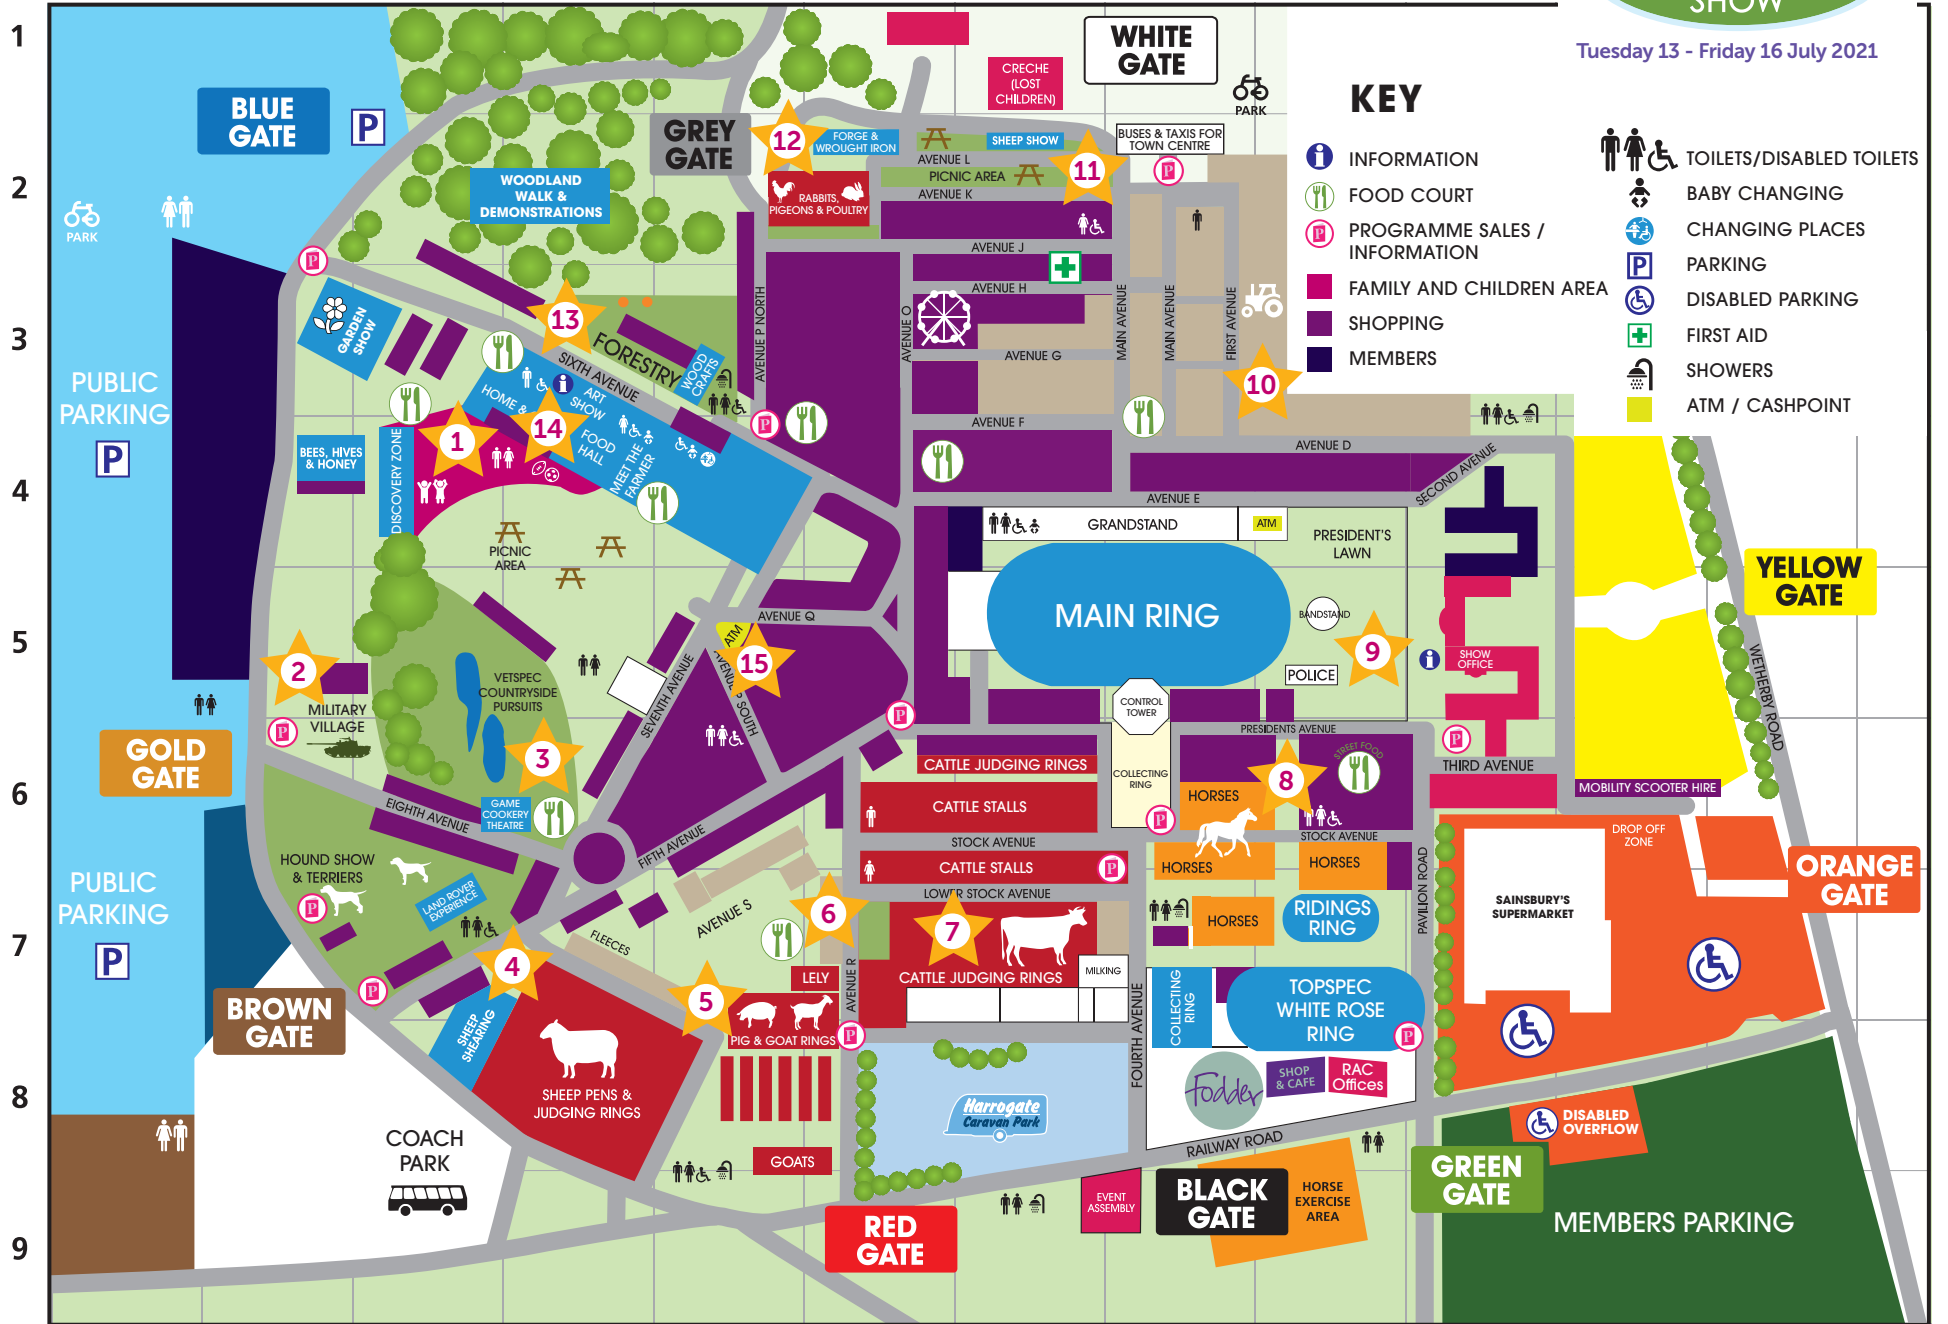 SHOW
Tuesday 13 - Friday 16 July 2021
1
2
3
4
5
6
7
8
9
KEY
INFORMATION
FOOD COURT
PROGRAMME SALES /
INFORMATION
FAMILY AND CHILDREN AREA
SHOPPING
MEMBERS
TOILETS/DISABLED TOILETS
BABY CHANGING
CHANGING PLACES
P
PARKING
DISABLED PARKING
FIRST AID
SHOWERS
ATM / CASHPOINT
WHITE
GATE
CRECHE
(LOST
CHILDREN)
PARK
BLUE
GATE
P
GREY
GATE
12
FORGE &
WROUGHT IRON
SHEEP SHOW
BUSES & TAXIS FOR
TOWN CENTRE
AVENUE L
PICNIC AREA
11
AVENUE K
RABBITS,
PIGEONS & POULTRY
WOODLAND
WALK &
DEMONSTRATIONS
PARK
AVENUE J
AVENUE H
AVENUE G
AVENUE F
AVENUE O
AVENUE P NORTH
MAIN AVENUE
MAIN AVENUE
FIRST AVENUE
10
GARDEN
SHOW
13
FORESTRY
SIXTH AVENUE
WOOD
CRAFTS
PUBLIC
PARKING
P
HOME &
ART
SHOW
14
FOOD
HALL
MEET THE
FARMER
1
DISCOVERY ZONE
BEES, HIVES
& HONEY
PICNIC
AREA
AVENUE D
SECOND AVENUE
AVENUE E
GRANDSTAND
ATM
PRESIDENT'S
LAWN
MAIN RING
BANDSTAND
9
POLICE
SHOW
OFFICE
YELLOW
GATE
WETHERBY ROAD
AVENUE Q
ATM
15
AVENUE P SOUTH
SEVENTH AVENUE
2
MILITARY
VILLAGE
VETSPEC
COUNTRYSIDE
PURSUITS
3
GAME
COOKERY
THEATRE
GOLD
GATE
CONTROL
TOWER
PRESIDENTS AVENUE
COLLECTING
RING
STREET FOOD
8
HORSES
THIRD AVENUE
MOBILITY SCOOTER HIRE
CATTLE JUDGING RINGS
CATTLE STALLS
STOCK AVENUE
STOCK AVENUE
CATTLE STALLS
LOWER STOCK AVENUE
HORSES
HORSES
HORSES
RIDINGS
RING
PAVILION ROAD
DROP OFF
ZONE
SAINSBURY'S
SUPERMARKET
ORANGE
GATE
EIGHTH AVENUE
FIFTH AVENUE
HOUND SHOW
& TERRIERS
LAND ROVER
EXPERIENCE
PUBLIC
PARKING
P
AVENUE S
FLEECES
6
7
CATTLE JUDGING RINGS
MILKING
LELY
AVENUE R
4
5
PIG & GOAT RINGS
BROWN
GATE
SHEEP
SHEARING
SHEEP PENS &
JUDGING RINGS
GOATS
COACH
PARK
Harrogate
Caravan Park
FOURTH AVENUE
COLLECTING
RING
TOPSPEC
WHITE ROSE
RING
Fodder
SHOP
& CAFE
RAC
Offices
RAILWAY ROAD
DISABLED
OVERFLOW
GREEN
GATE
MEMBERS PARKING
RED
GATE
EVENT
ASSEMBLY
BLACK
GATE
HORSE
EXERCISE
AREA